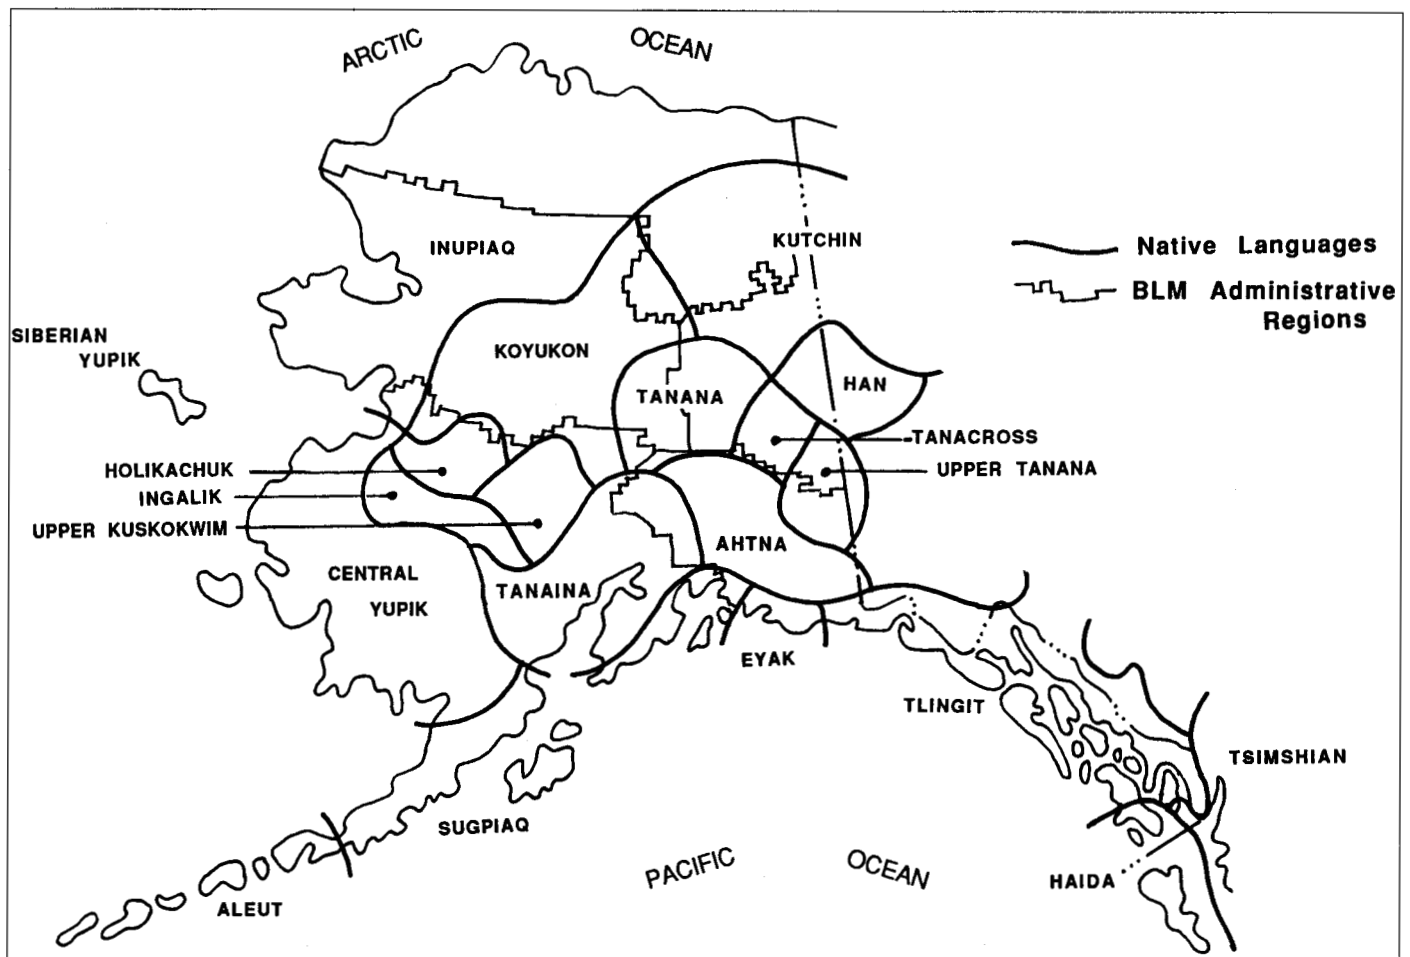 ARCTIC OCEAN
INUPIAQ
KUTCHIN
Native Languages
BLM Administrative
Regions
SIBERIAN
YUPIK
KOYUKON
TANANA
HAN
TANACROSS
HOLIKACHUK
UPPER TANANA
INGALIK
UPPER KUSKOKWIM
AHTNA
CENTRAL
YUPIK
TANAINA
EYAK
TLINGIT
TSIMSHIAN
SUGPIAQ
PACIFIC OCEAN
HAIDA
ALEUT